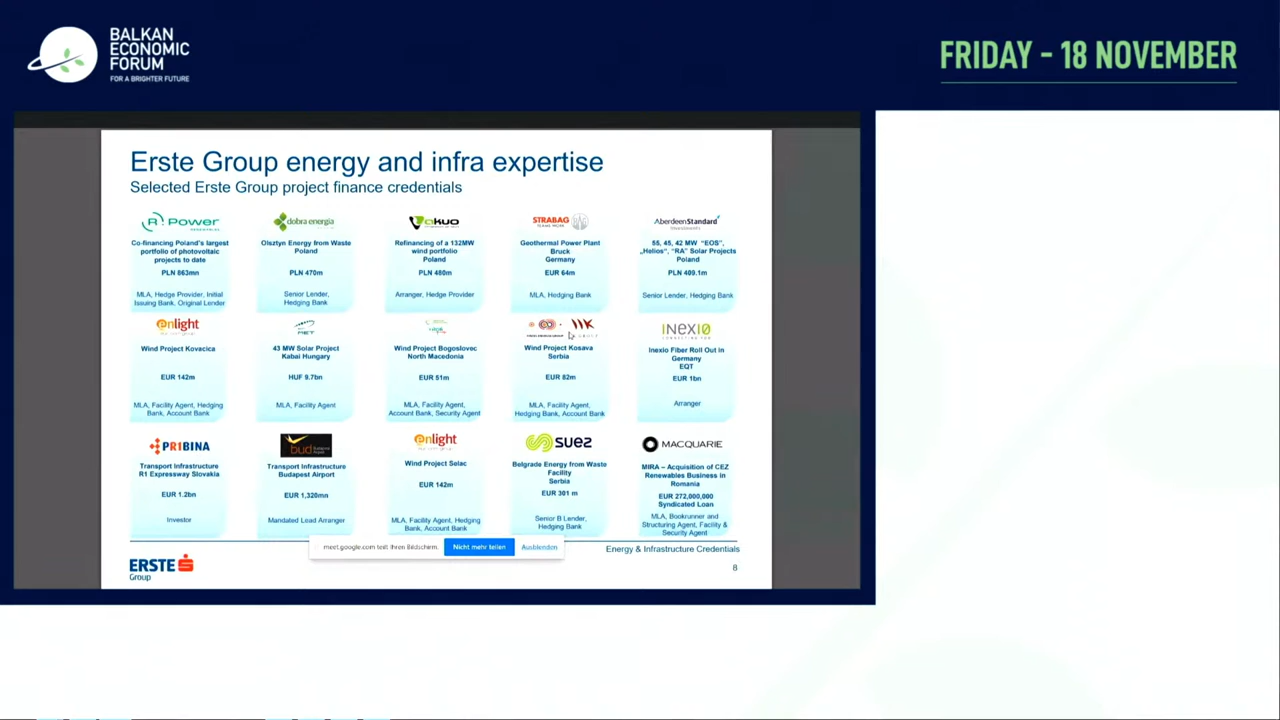 BALKAN
ECONOMIC
FORUM
FOR A BRIGHTER FUTURE
FRIDAY - 18 NOVEMBER
Erste Group energy and infra expertise
Selected Erste Group project finance credentials
R.Power
Co-financing Poland's largest
portfolio of photovoltaic
projects to date
PLN 863mn
MLA, Hedge Provider, Initial
Issuing Bank, Original Lender
dobra energia
Olsztyn Energy from Waste
Poland
PLN 470m
Senior Lender,
Hedging Bank
akuo
Refinancing of a 132MW
wind portfolio
Poland
PLN 480m
Arranger, Hedge Provider
STRABAG
Geothermal Power Plant
Bruck
Germany
EUR 64m
MLA, Hedging Bank
AberdeenStandard
Investments
55, 45, 42 MW "EOS",
„Helios", "RA" Solar Projects
Poland
PLN 409.1m
Senior Lender, Hedging Bank
enlight
Wind Project Kovacica
EUR 142m
MLA, Facility Agent, Hedging
Bank, Account Bank
MET
43 MW Solar Project
Kabai Hungary
HUF 9.7bn
MLA, Facility Agent
Wind Project Bogoslovec
North Macedonia
EUR 51m
MLA, Facility Agent,
Account Bank, Security Agent
Wind Project Kosava
Serbia
EUR 82m
MLA, Facility Agent,
Hedging Bank, Account Bank
inexio
Inexio Fiber Roll Out in
Germany
EQT
EUR 1bn
Arranger
PR1BINA
Transport Infrastructure
R1 Expressway Slovakia
EUR 1.2bn
Investor
bud
Transport Infrastructure
Budapest Airport
EUR 1,320mn
Mandated Lead Arranger
enlight
Wind Project Selac
EUR 142m
MLA, Facility Agent, Hedging
Bank, Account Bank
suez
Belgrade Energy from Waste
Facility
Serbia
EUR 301 m
Senior B Lender,
Hedging Bank
MACQUARIE
MIRA – Acquisition of CEZ
Renewables Business in
Romania
EUR 272,000,000
Syndicated Loan
MLA, Bookrunner and
Structuring Agent, Facility &
Security Agent
meet.google.com teilt Ihren Bildschirm.
Nicht mehr teilen
Ausblenden
Energy & Infrastructure Credentials
ERSTE
Group
8